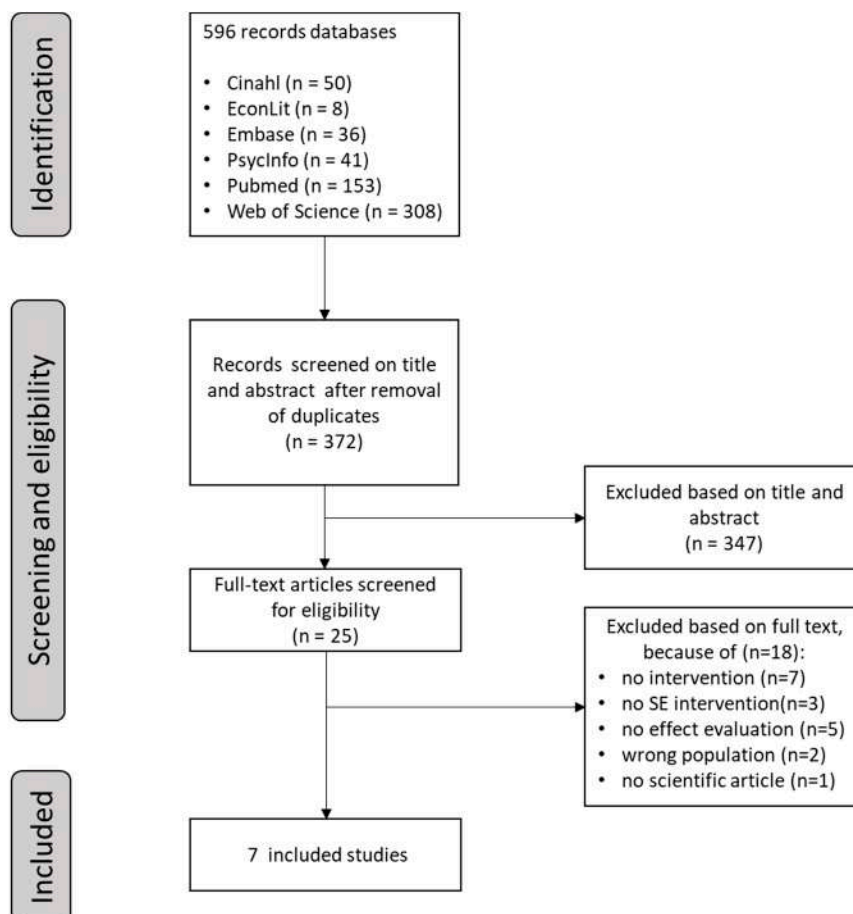 Identification
596 records databases
• Cinahl (n = 50)
• EconLit (n = 8)
• Embase (n = 36)
• PsycInfo (n = 41)
• Pubmed (n = 153)
• Web of Science (n = 308)
Screening and eligibility
Records screened on title
and abstract after removal
of duplicates
(n = 372)
Excluded based on title and
abstract
(n = 347)
Full-text articles screened
for eligibility
(n = 25)
Excluded based on full text,
because of (n=18):
• no intervention (n=7)
• no SE intervention(n=3)
• no effect evaluation (n=5)
• wrong population (n=2)
• no scientific article (n=1)
Included
7 included studies